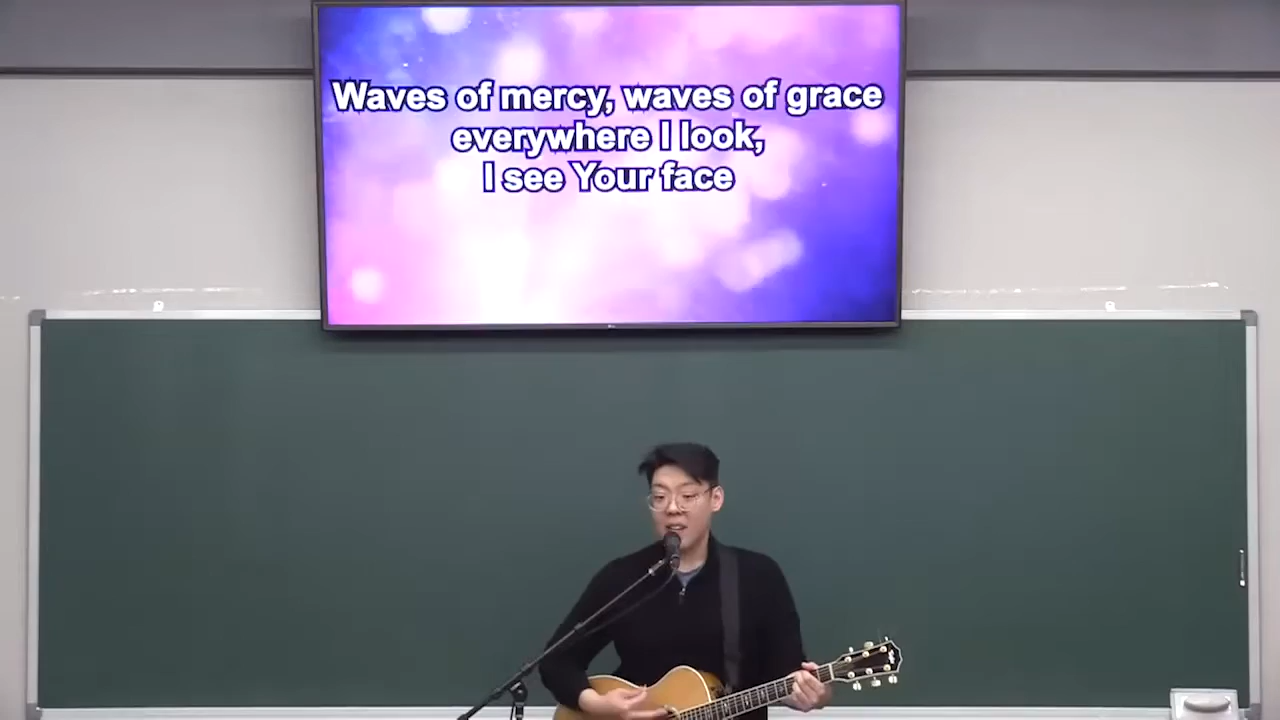 Waves of mercy, waves of grace
everywhere I look,
I see Your face